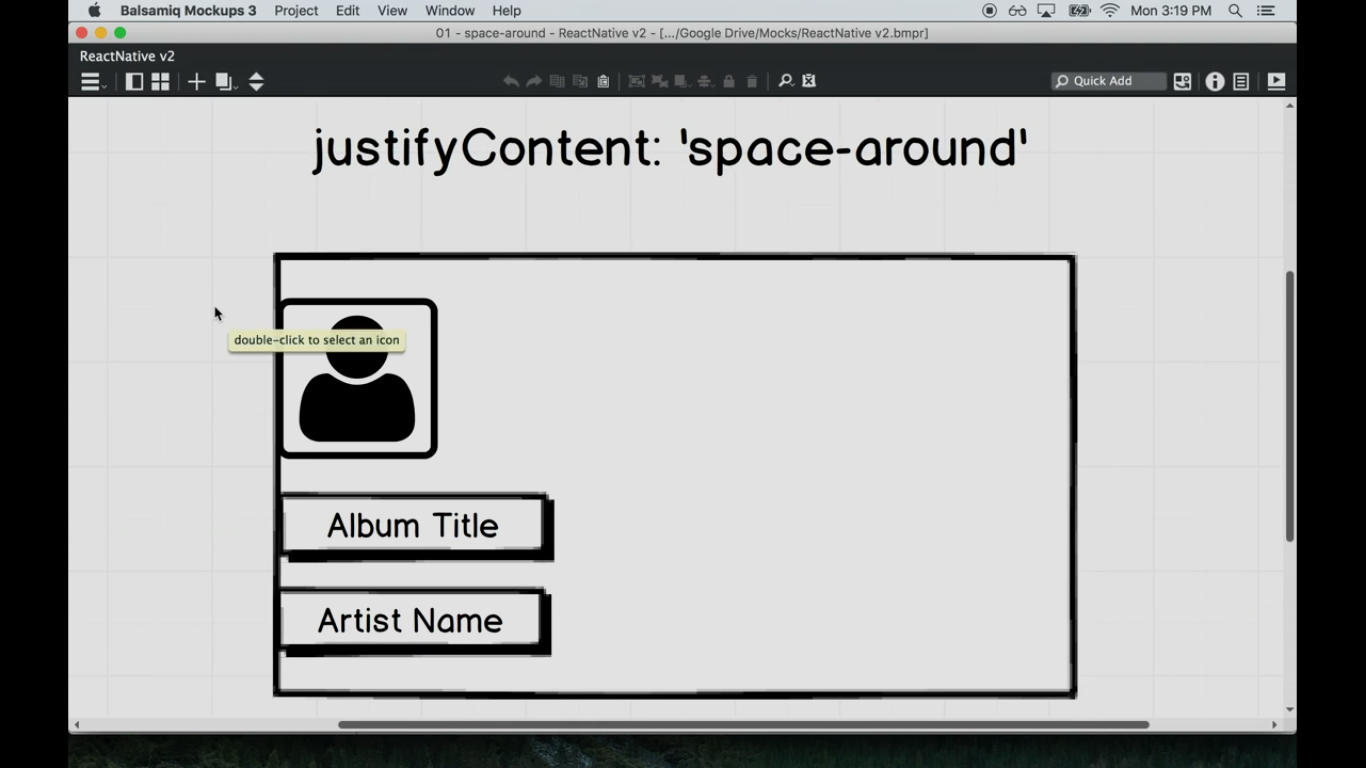 Balsamiq Mockups 3 Project Edit View Window Help Mon 3:19 PM
01 - space-around - ReactNative v2 - [.../Google Drive/Mocks/ReactNative v2.bmpr]
ReactNative v2
Quick Add
justifyContent: 'space-around'
double-click to select an icon
Album Title
Artist Name